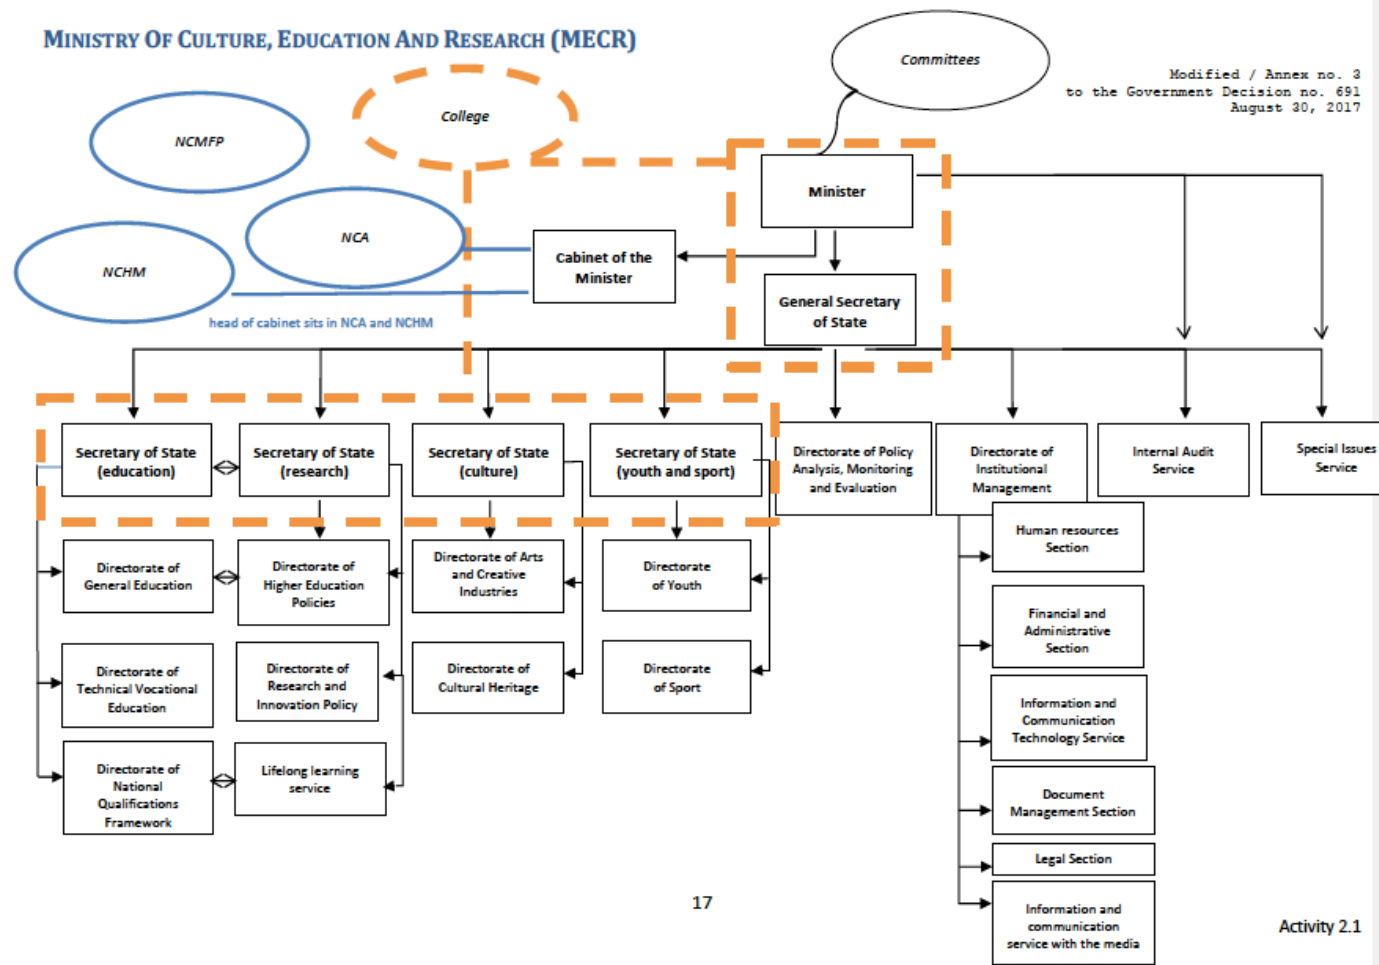 MINISTRY OF CULTURE, EDUCATION AND RESEARCH (MECR)
Committees
Modified / Annex no. 3
to the Government Decision no. 691
August 30, 2017
College
NCMFP
Minister
NCA
Cabinet of the
Minister
NCHM
General Secretary
of State
head of cabinet sits in NCA and NCHM
Secretary of State
(education)
Secretary of State
(research)
Secretary of State
(culture)
Secretary of State
(youth and sport)
Directorate of Policy
Analysis, Monitoring
and Evaluation
Directorate of
Institutional
Management
Internal Audit
Service
Special Issues
Service
Directorate of
General Education
Directorate of
Higher Education
Policies
Directorate of Arts
and Creative
Industries
Directorate
of Youth
Human resources
Section
Directorate of
Technical Vocational
Education
Directorate of
Research and
Innovation Policy
Directorate of
Cultural Heritage
Directorate
of Sport
Financial and
Administrative
Section
Information and
Communication
Technology Service
Directorate of
National
Qualifications
Framework
Lifelong learning
service
Document
Management Section
Legal Section
Information and
communication
service with the media
17
Activity 2.1